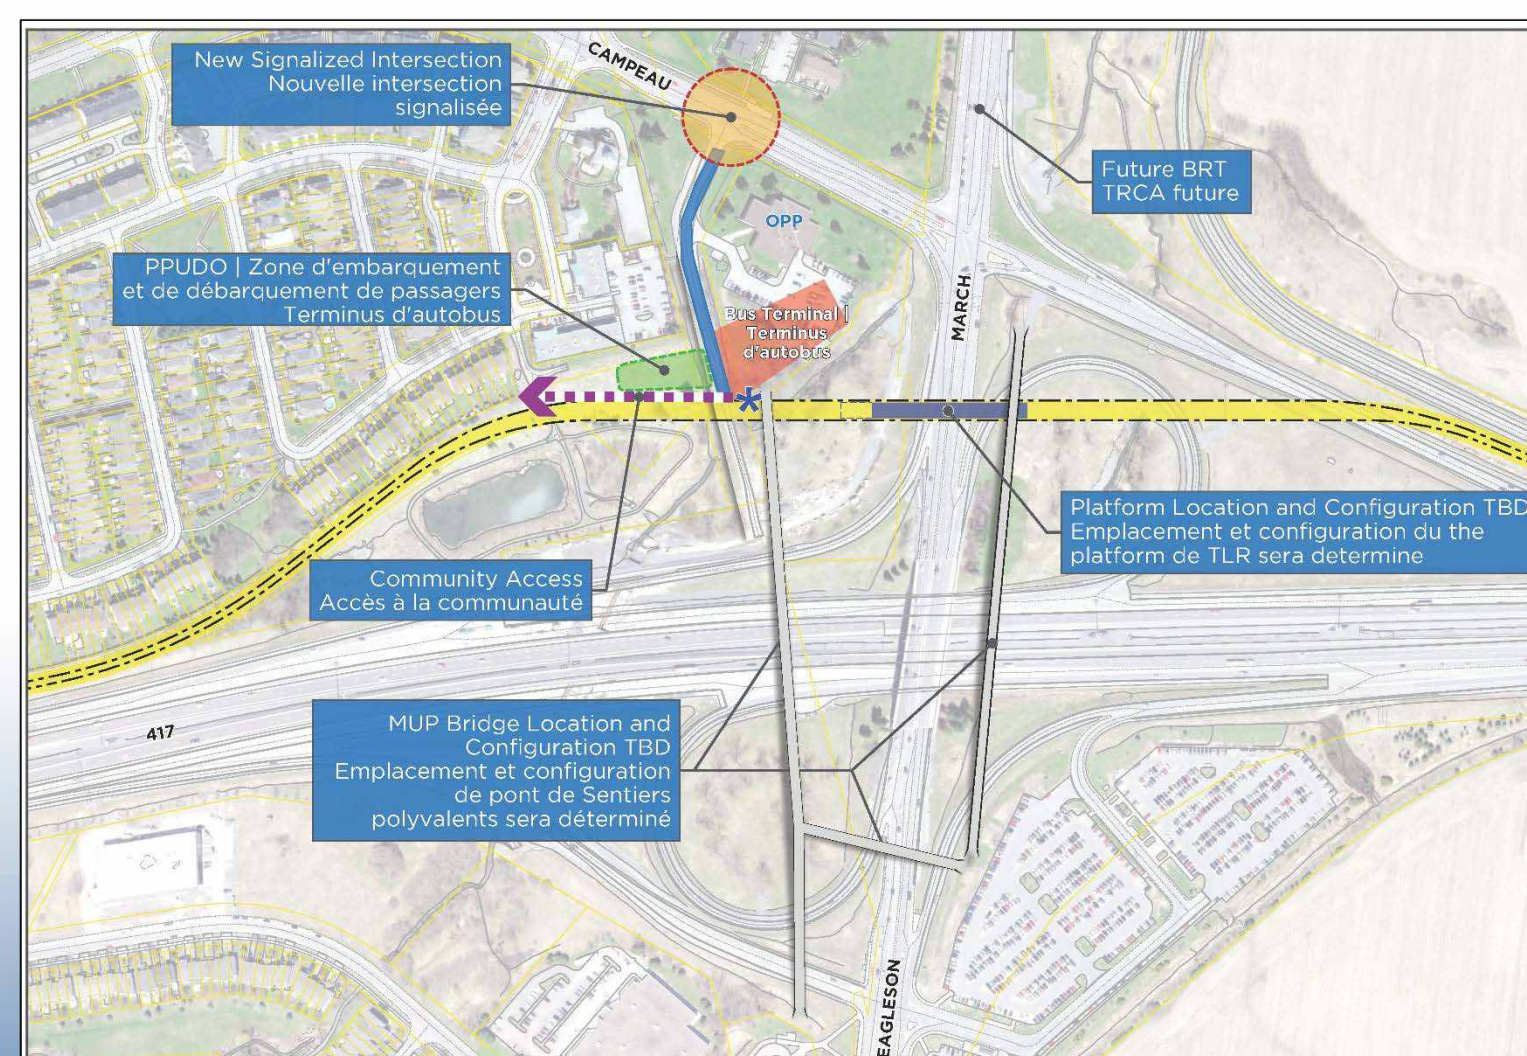 New Signalized Intersection
Nouvelle intersection
signalisée
CAMPEAU
Future BRT
TRCA future
OPP
PPUDO | Zone d'embarquement
et de débarquement de passagers
Terminus d'autobus
Bus Terminal |
Terminus
d'autobus
MARCH
Platform Location and Configuration TBD
Emplacement et configuration du the
platform de TLR sera determine
Community Access
Accès à la communauté
417
MUP Bridge Location and
Configuration TBD
Emplacement et configuration
de pont de Sentiers
polyvalents sera déterminé
EAGLESON